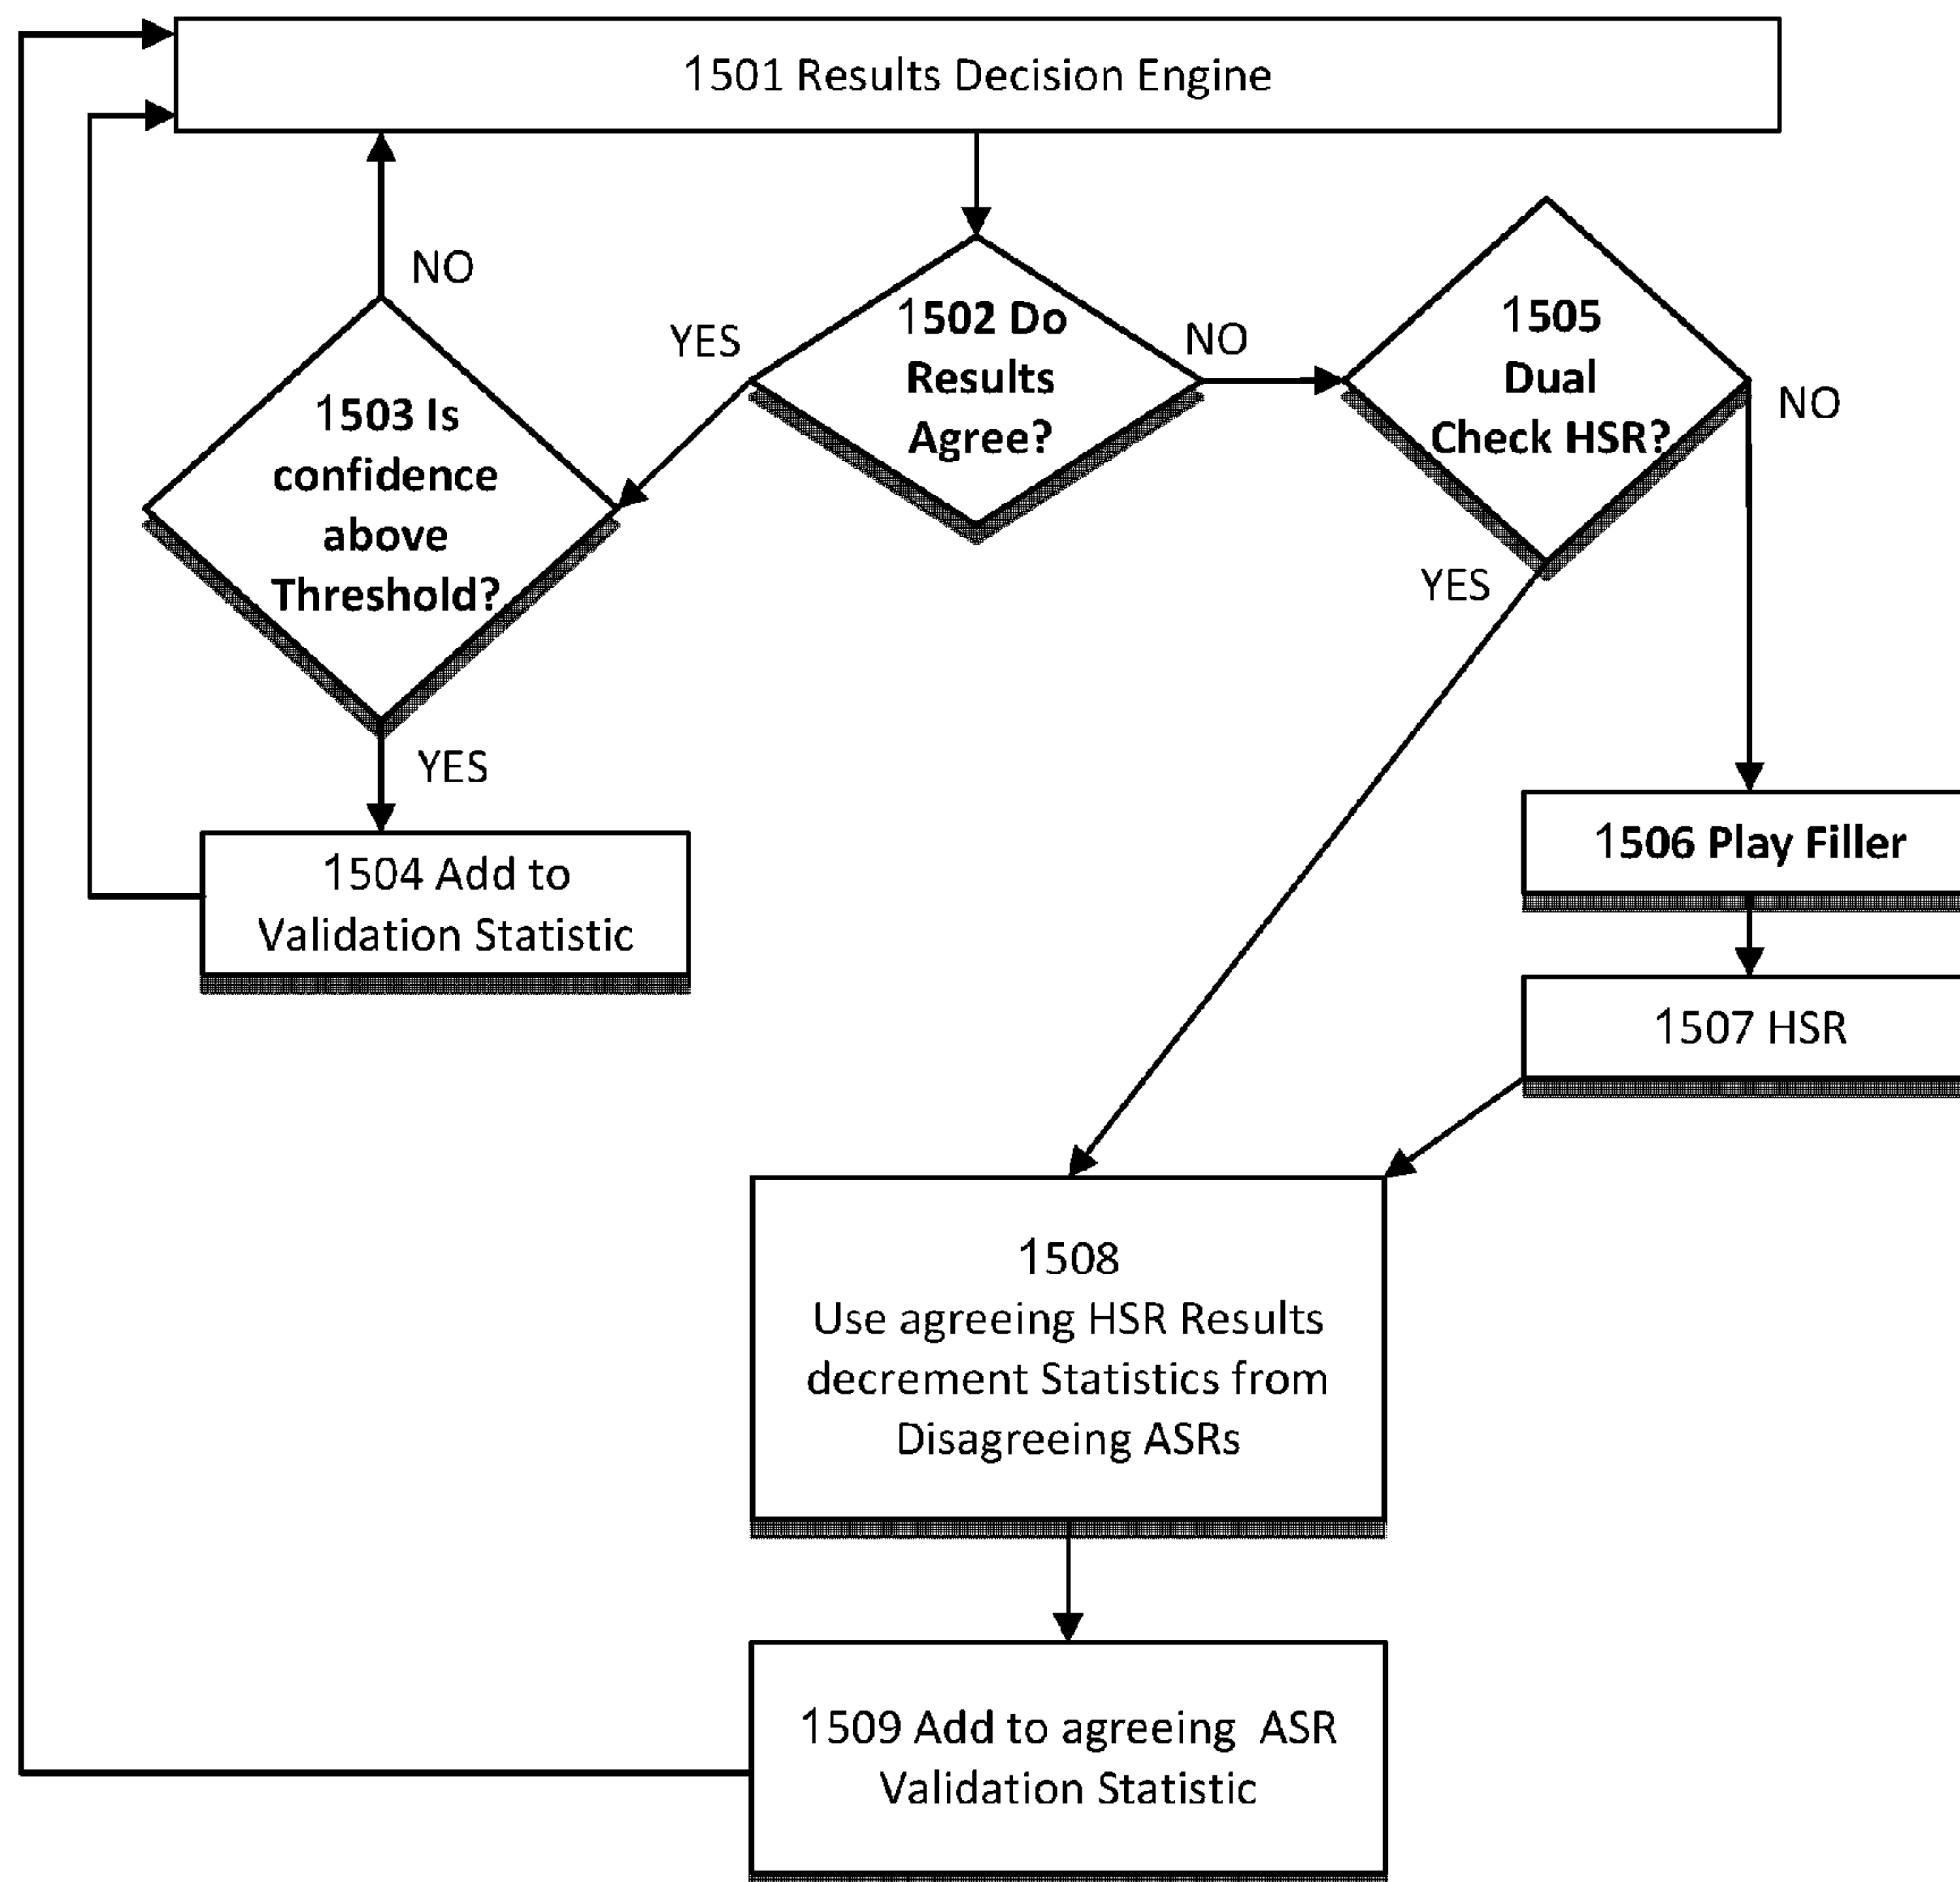 1501 Results Decision Engine
NO
YES
1502 Do
Results
Agree?
NO
1505
Dual
Check HSR?
NO
1503 Is
confidence
above
Threshold?
YES
YES
1504 Add to
Validation Statistic
1506 Play Filler
1507 HSR
1508
Use agreeing HSR Results
decrement Statistics from
Disagreeing ASRs
1509 Add to agreeing ASR
Validation Statistic